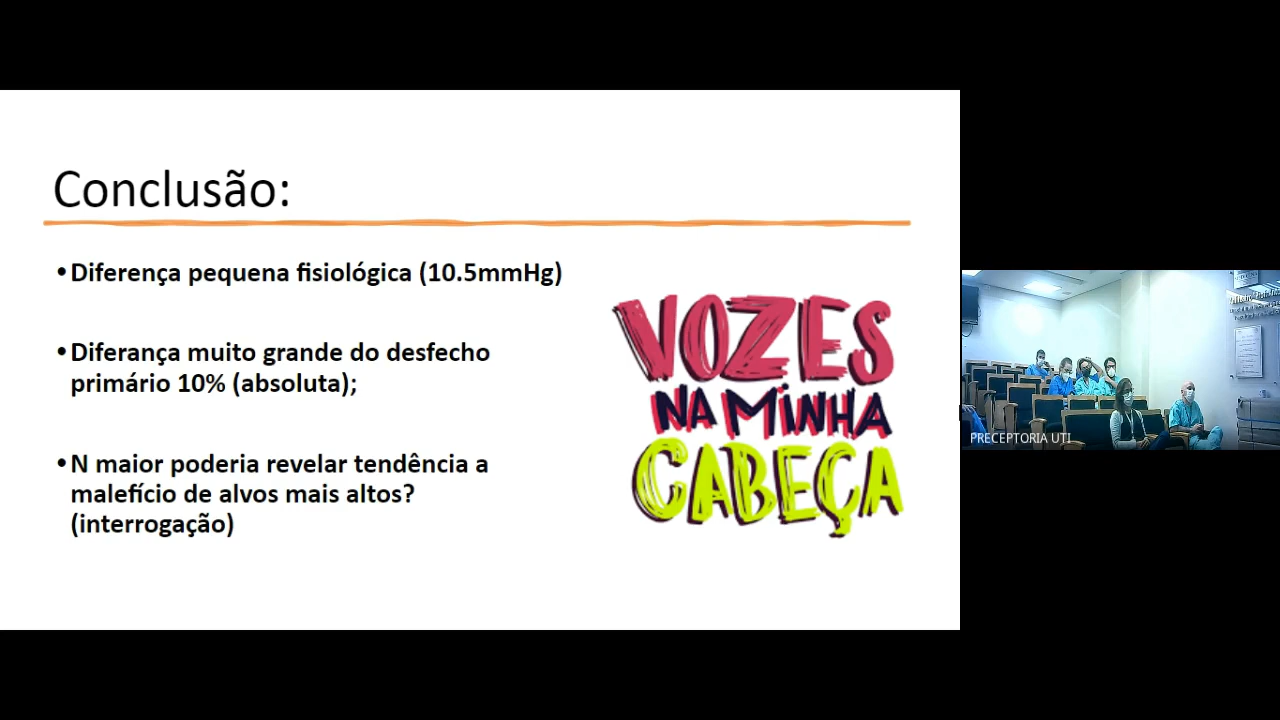 Conclusão:
•Diferença pequena fisiológica (10.5mmHg)
•Diferança muito grande do desfecho
primário 10% (absoluta);
•N maior poderia revelar tendência a
malefício de alvos mais altos?
(interrogação)
VOZES
NA MINHA
CABEÇA
PRECEPTORIA UTI